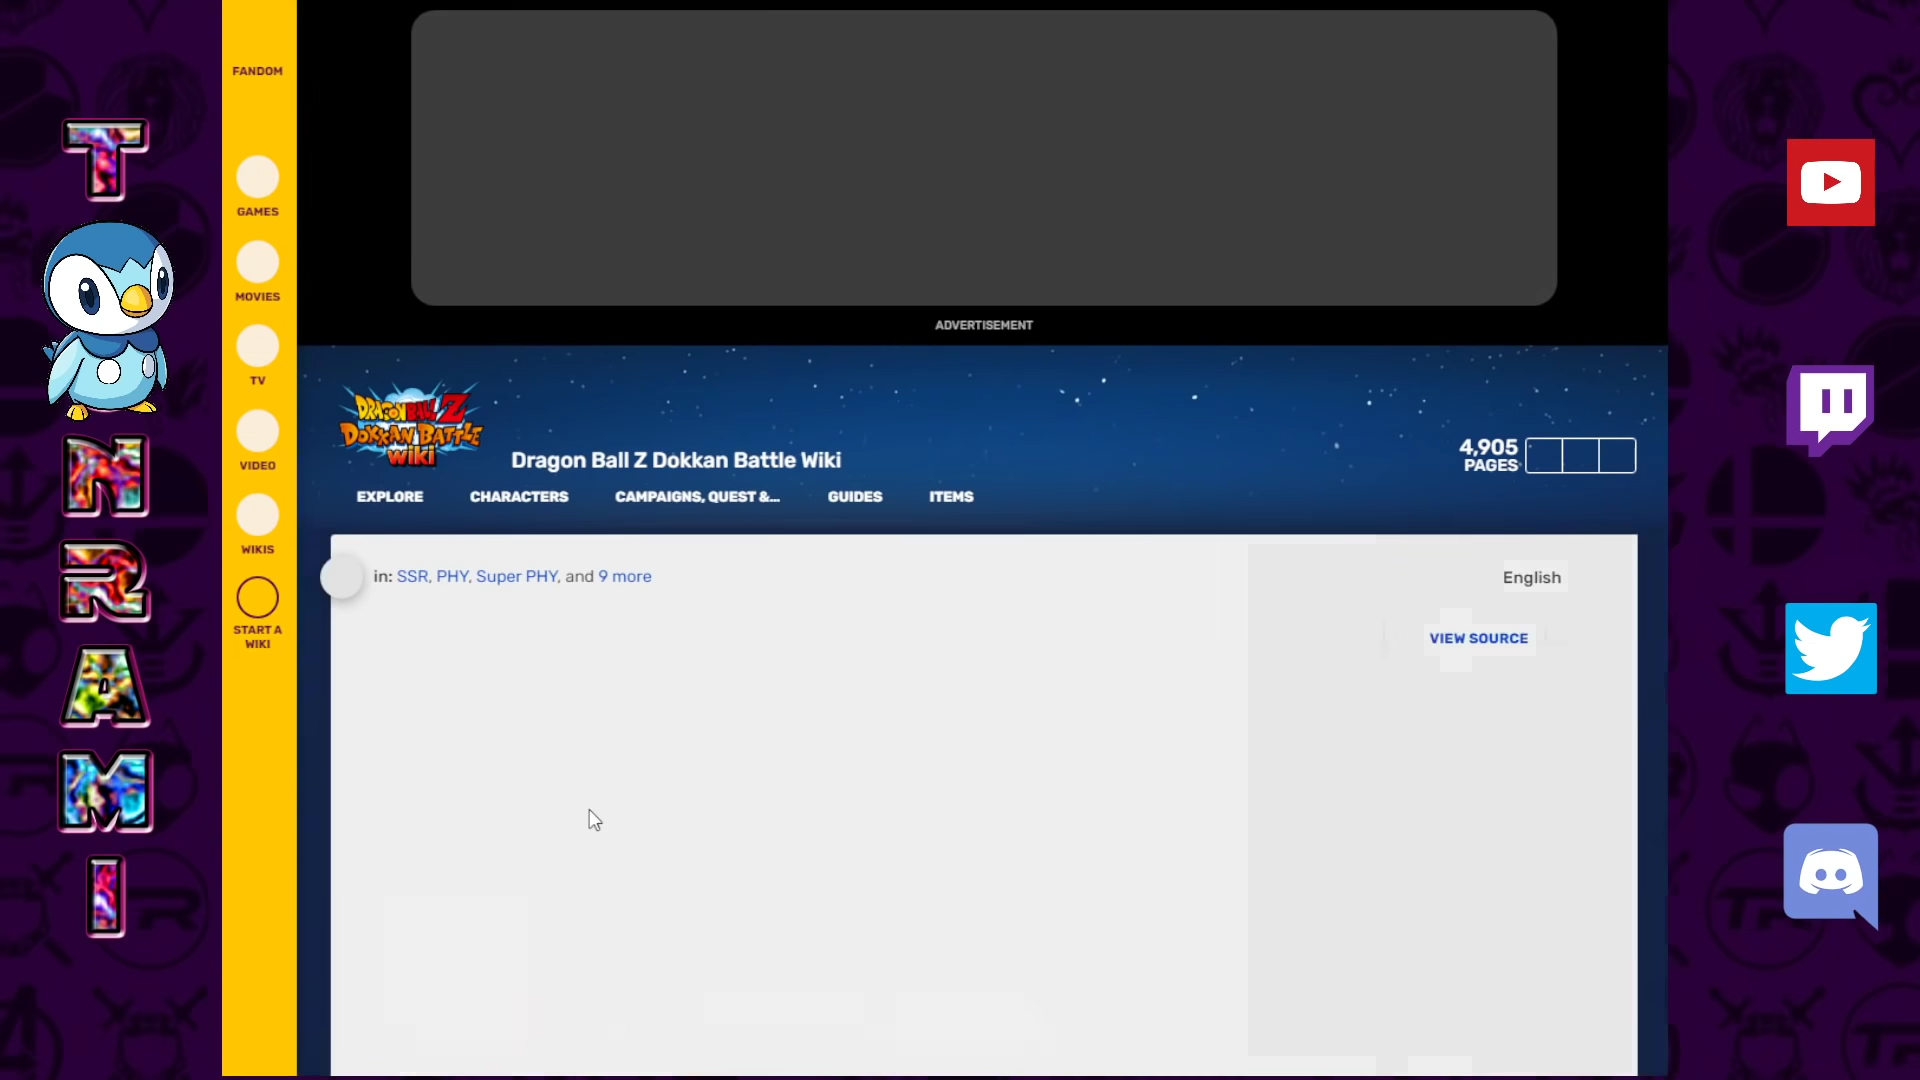 T
N
R
A
M
I
FANDOM
GAMES
MOVIES
TV
VIDEO
WIKIS
START A
WIKI
ADVERTISEMENT
DRAGON BALL Z
DOKKAN BATTLE
wiki
Dragon Ball Z Dokkan Battle Wiki
4,905
PAGES
EXPLORE
CHARACTERS
CAMPAIGNS, QUEST &...
GUIDES
ITEMS
in: SSR, PHY, Super PHY, and 9 more
English
VIEW SOURCE